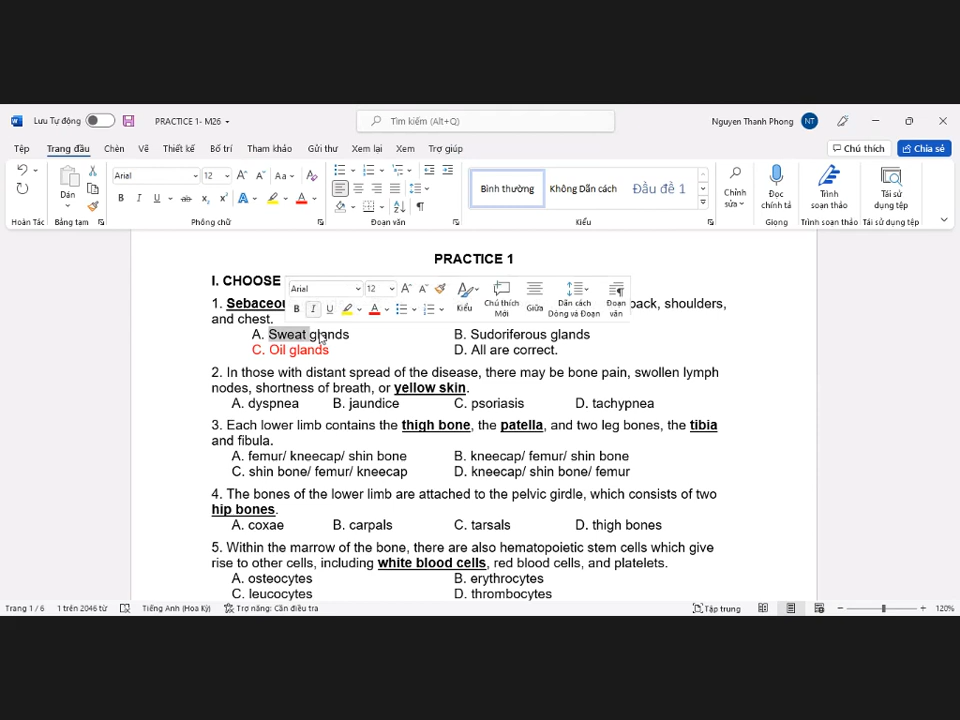 Lưu Tự động PRACTICE 1- M26 Tìm kiếm (Alt+Q) Nguyen Thanh Phong NT
Tệp Trang đầu Chèn Vẽ Thiết kế Bố trí Tham khảo Gửi thư Xem lại Xem Trợ giúp Chú thích Chia sẻ
Arial 12 Bình thường Không Dãn cách Đầu đề 1
Dán Chỉnh sửa Đọc chính tả Trình soạn thảo Tái sử dụng tệp
Hoàn Tác Bảng tạm Phông chữ Đoạn văn Kiểu Giọng Trình soạn thảo Tái sử dụng tệp
PRACTICE 1
I. CHOOSE
Arial 12 Kiểu Chú thích Mới Giữa Dãn cách Dòng và Đoạn Đoạn văn
1. back, shoulders,
and chest.
A. Sweat glands B. Sudoriferous glands
C. Oil glands D. All are correct.
2. In those with distant spread of the disease, there may be bone pain, swollen lymph
nodes, shortness of breath, or yellow skin.
A. dyspnea B. jaundice C. psoriasis D. tachypnea
3. Each lower limb contains the thigh bone, the patella, and two leg bones, the tibia
and fibula.
A. femur/ kneecap/ shin bone B. kneecap/ femur/ shin bone
C. shin bone/ femur/ kneecap D. kneecap/ shin bone/ femur
4. The bones of the lower limb are attached to the pelvic girdle, which consists of two
hip bones.
A. coxae B. carpals C. tarsals D. thigh bones
5. Within the marrow of the bone, there are also hematopoietic stem cells which give
rise to other cells, including white blood cells, red blood cells, and platelets.
A. osteocytes B. erythrocytes
C. leucocytes D. thrombocytes
Trang 1 / 6 1 trên 2046 từ Tiếng Anh (Hoa Kỳ) Trợ năng: Cần điều tra Tập trung 120%